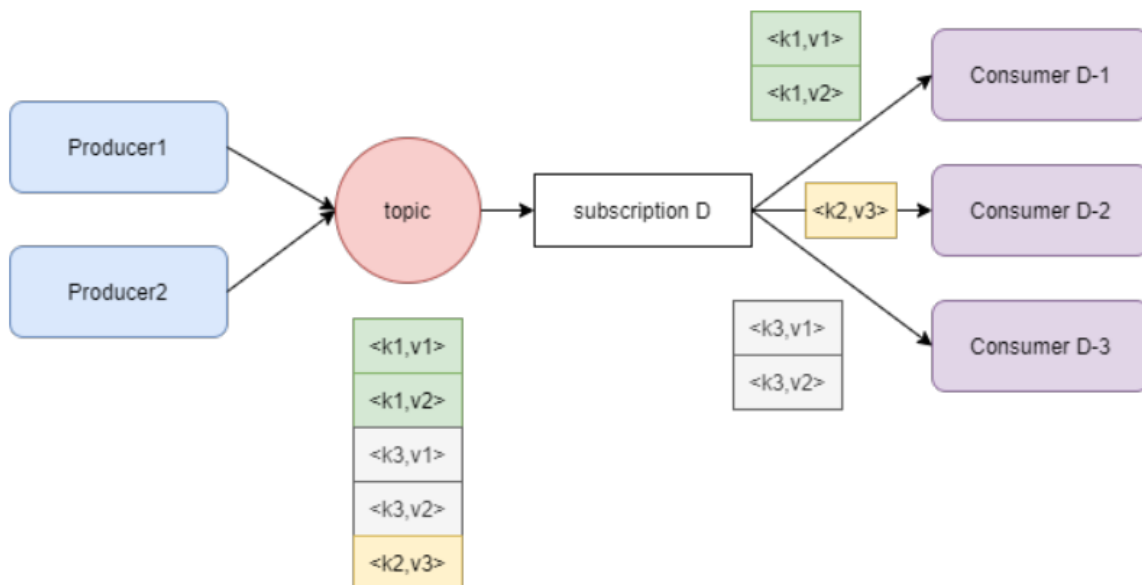 Producer1
Producer2
topic
<k1,v1>
<k1,v2>
<k3,v1>
<k3,v2>
<k2,v3>
subscription D
<k1,v1>
<k1,v2>
<k2,v3>
<k3,v1>
<k3,v2>
Consumer D-1
Consumer D-2
Consumer D-3